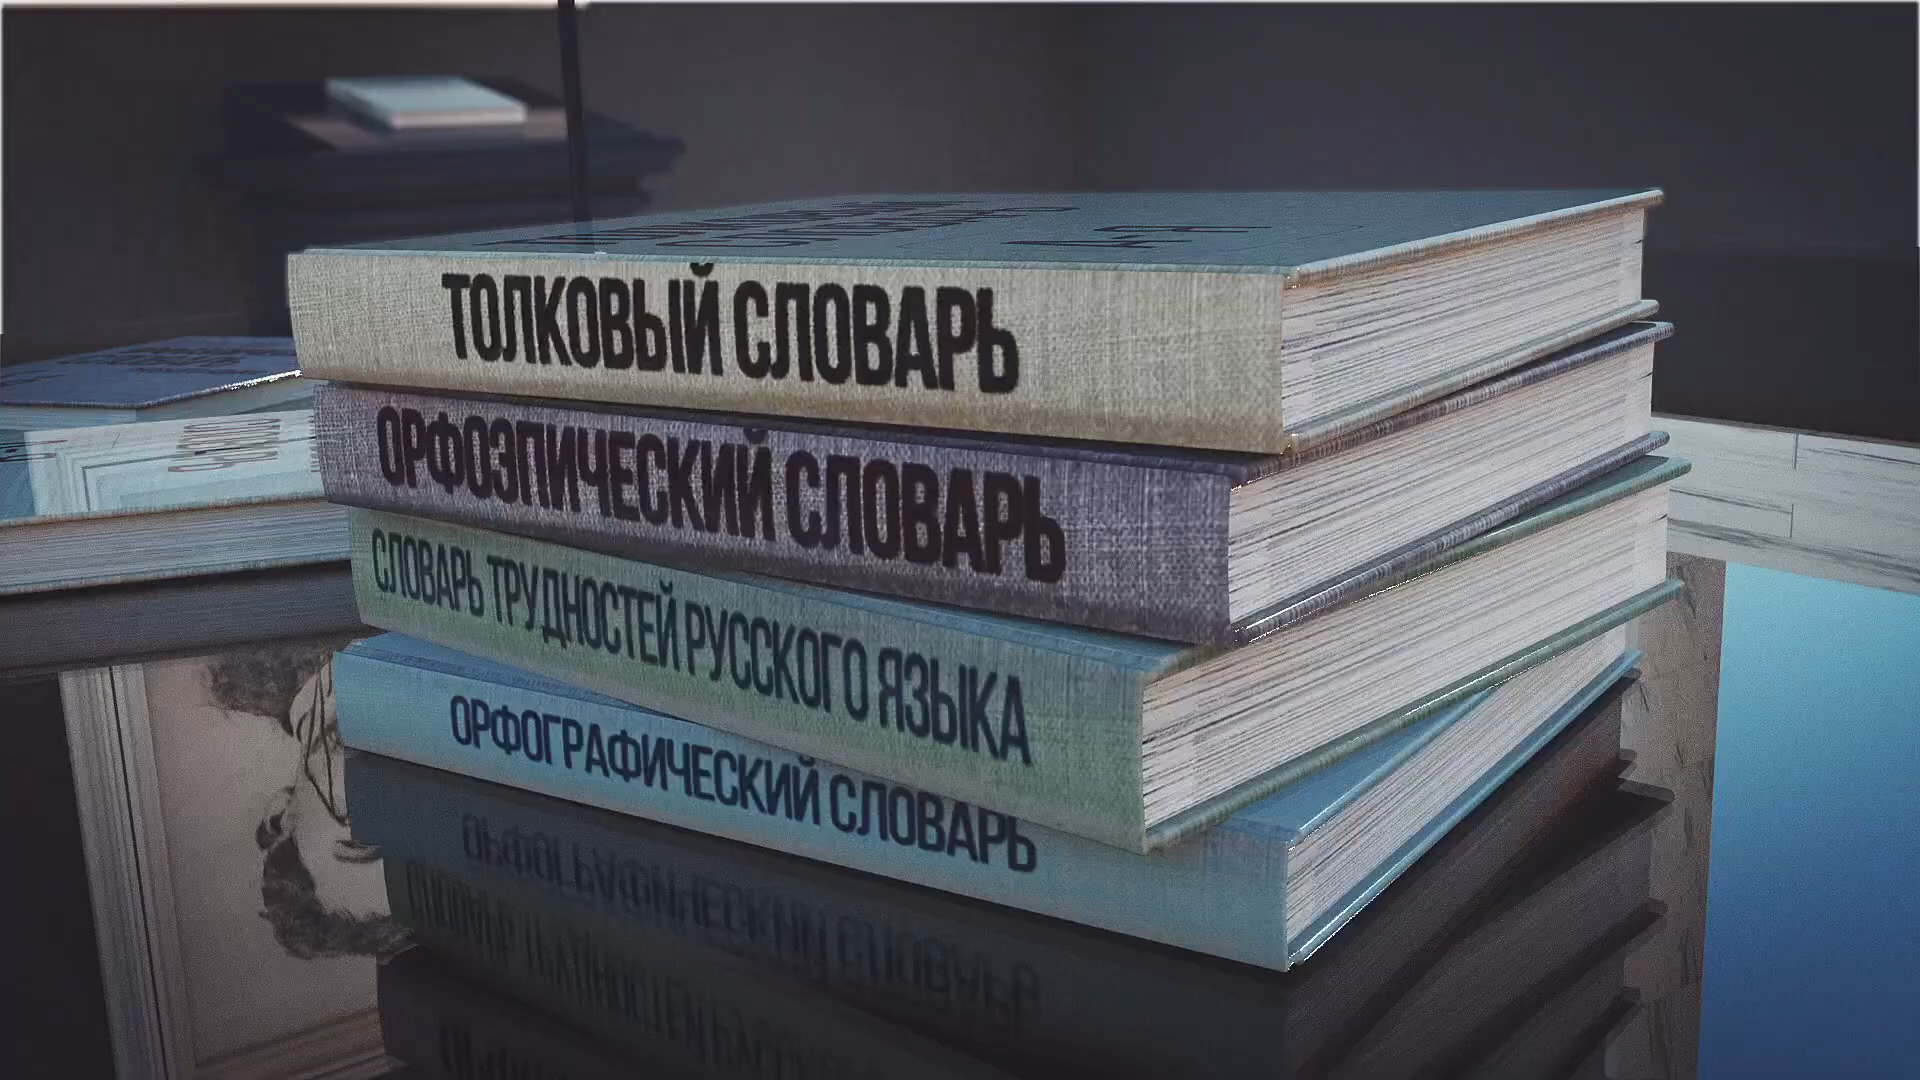 ТОЛКОВЫЙ СЛОВАРЬ
ОРФОЭПИЧЕСКИЙ СЛОВАРЬ
СЛОВАРЬ ТРУДНОСТЕЙ РУССКОГО ЯЗЫКА
ОРФОГРАФИЧЕСКИЙ СЛОВАРЬ